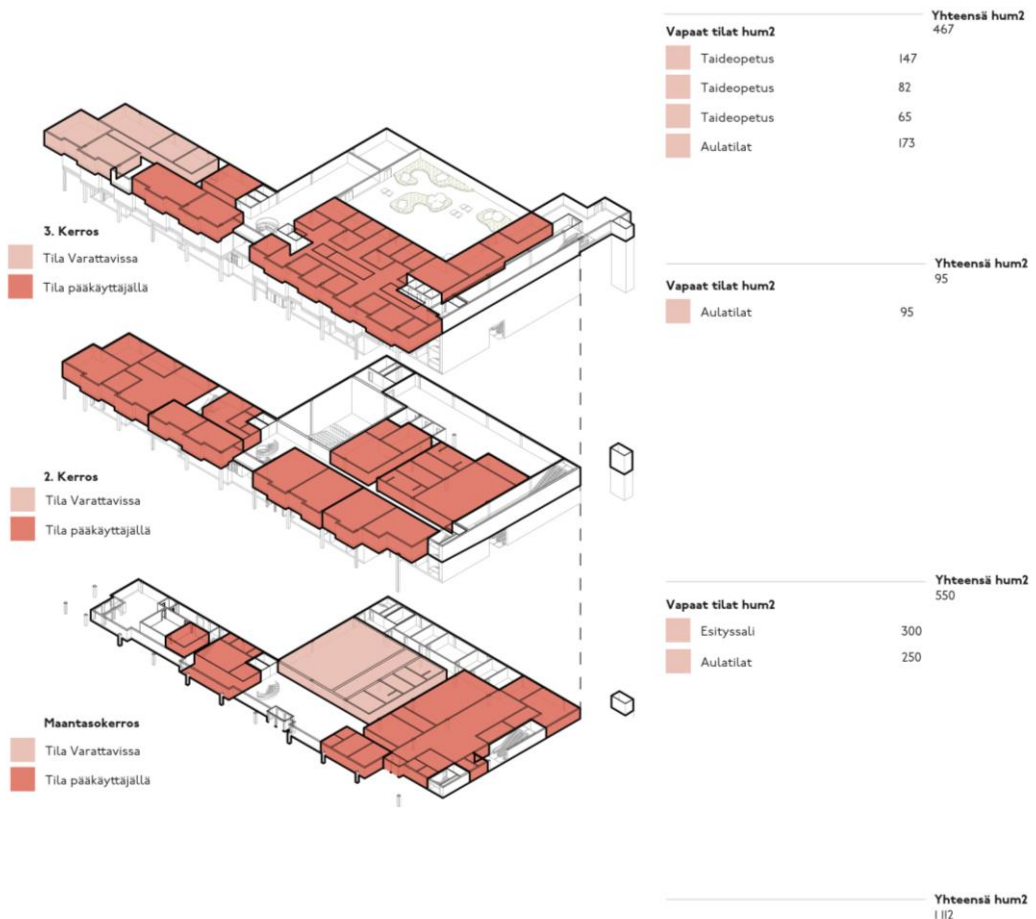 Yhteensä hum2
467
Vapaat tilat hum2
Taideopetus 147
Taideopetus 82
Taideopetus 65
Aulatilat 173
3. Kerros
Tila Varattavissa
Tila pääkäyttäjällä
Yhteensä hum2
95
Vapaat tilat hum2
Aulatilat 95
2. Kerros
Tila Varattavissa
Tila pääkäyttäjällä
Yhteensä hum2
550
Vapaat tilat hum2
Esityssali 300
Aulatilat 250
Maantasokerros
Tila Varattavissa
Tila pääkäyttäjällä
Yhteensä hum2
1 112